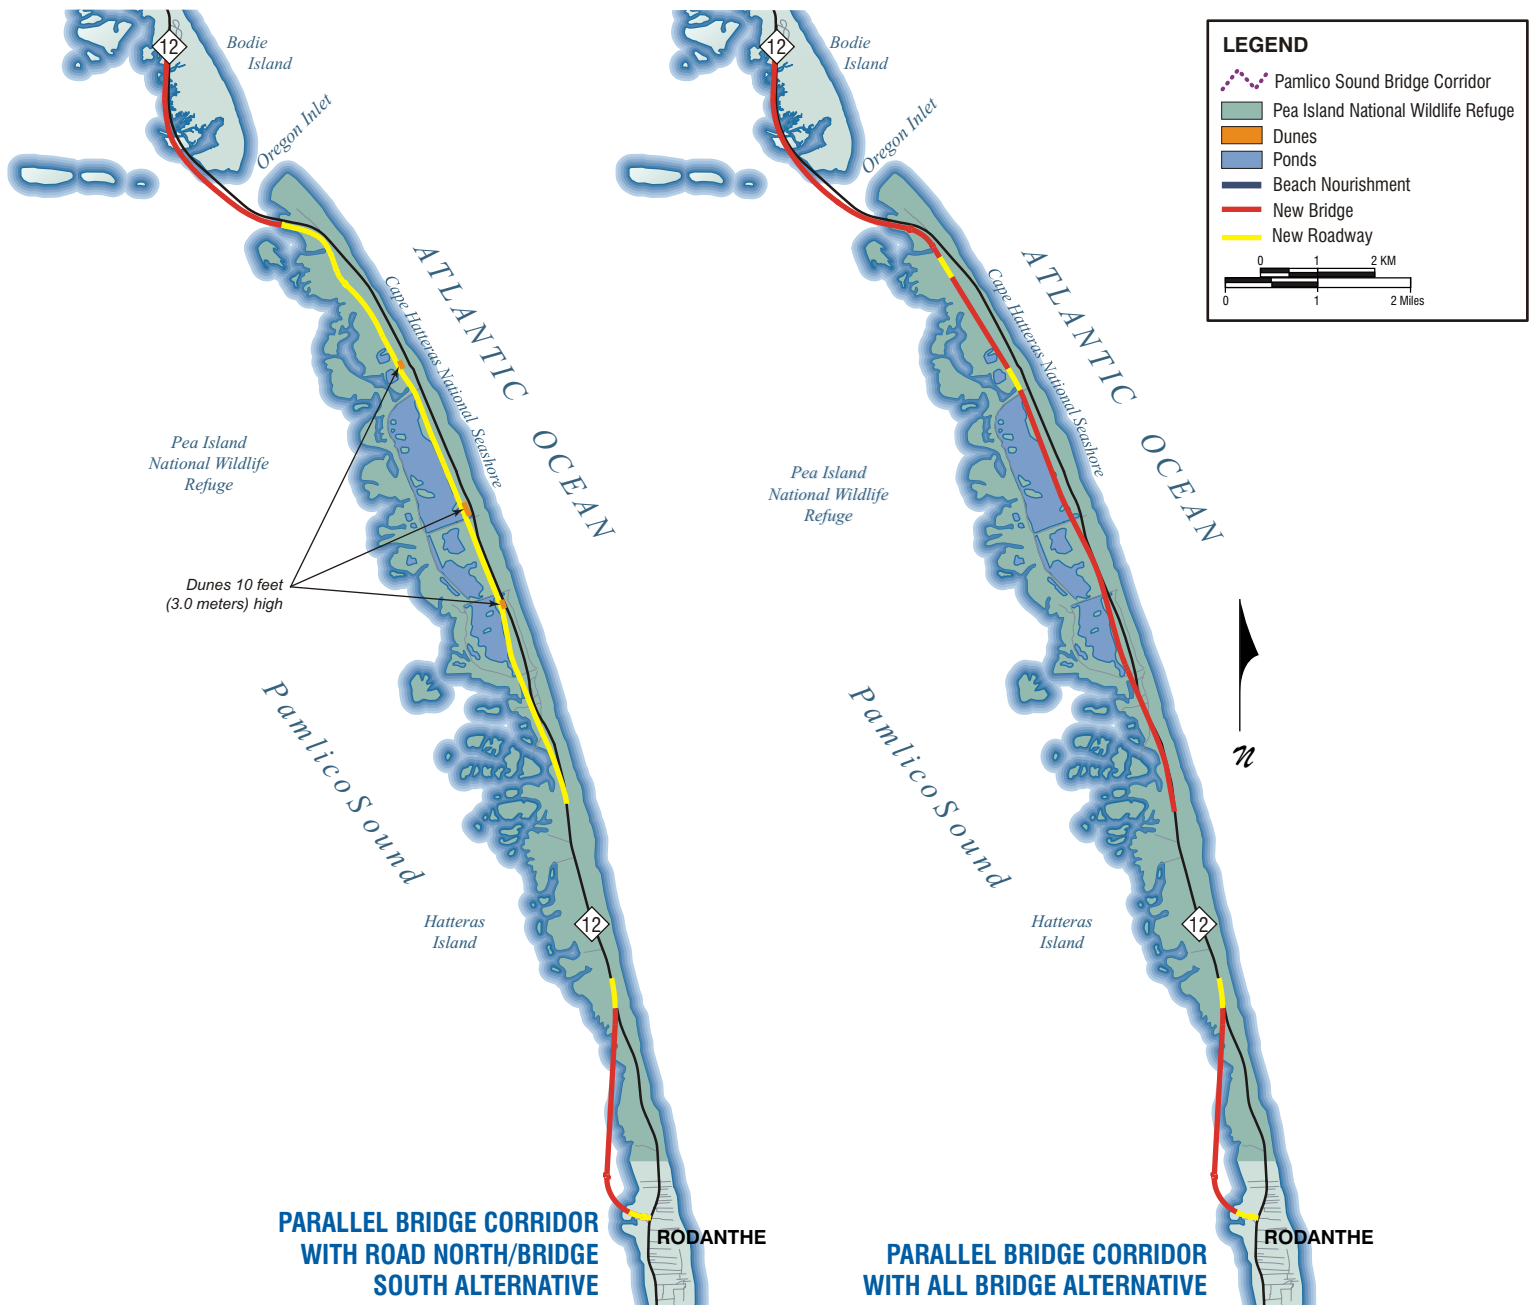 12
Bodie
Island
Oregon Inlet
ATLANTIC OCEAN
Cape Hatteras National Seashore
Pea Island
National Wildlife
Refuge
Dunes 10 feet
(3.0 meters) high
Pamlico Sound
Hatteras
Island
12
RODANTHE
PARALLEL BRIDGE CORRIDOR
WITH ROAD NORTH/BRIDGE
SOUTH ALTERNATIVE
12
Bodie
Island
Oregon Inlet
ATLANTIC OCEAN
Cape Hatteras National Seashore
Pea Island
National Wildlife
Refuge
Pamlico Sound
Hatteras
Island
12
RODANTHE
PARALLEL BRIDGE CORRIDOR
WITH ALL BRIDGE ALTERNATIVE
LEGEND
Pamlico Sound Bridge Corridor
Pea Island National Wildlife Refuge
Dunes
Ponds
Beach Nourishment
New Bridge
New Roadway
0 1 2 KM
0 1 2 Miles
N